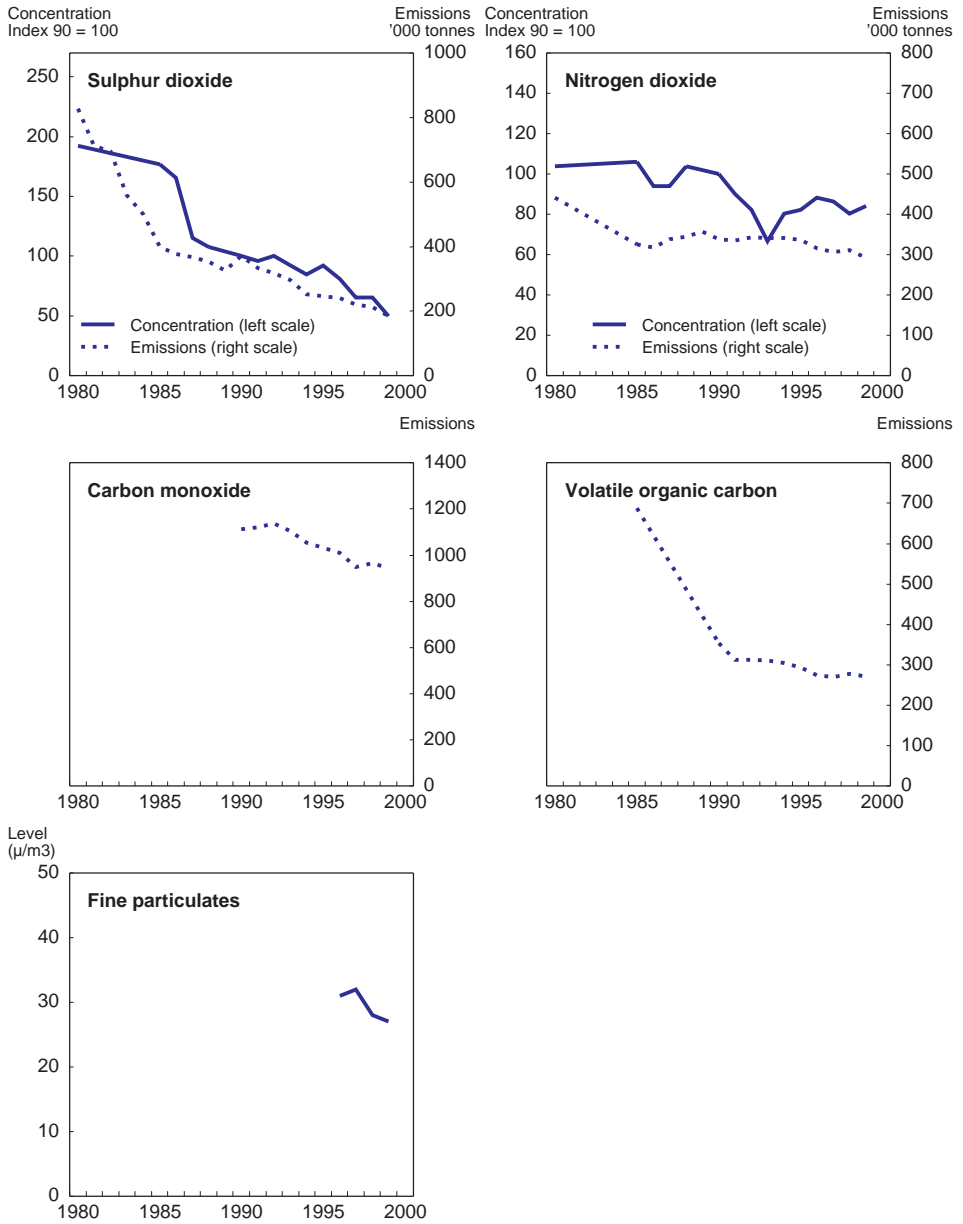 Concentration
Index 90 = 100
Emissions
'000 tonnes
Sulphur dioxide
250
200
150
100
50
0
1000
800
600
400
200
0
Concentration (left scale)
Emissions (right scale)
1980 1985 1990 1995 2000
Concentration
Index 90 = 100
Emissions
'000 tonnes
Nitrogen dioxide
160
140
120
100
80
60
40
20
0
800
700
600
500
400
300
200
100
0
Concentration (left scale)
Emissions (right scale)
1980 1985 1990 1995 2000
Emissions
Carbon monoxide
1400
1200
1000
800
600
400
200
0
1980 1985 1990 1995 2000
Emissions
Volatile organic carbon
800
700
600
500
400
300
200
100
0
1980 1985 1990 1995 2000
Level
(µ/m3)
Fine particulates
50
40
30
20
10
0
1980 1985 1990 1995 2000